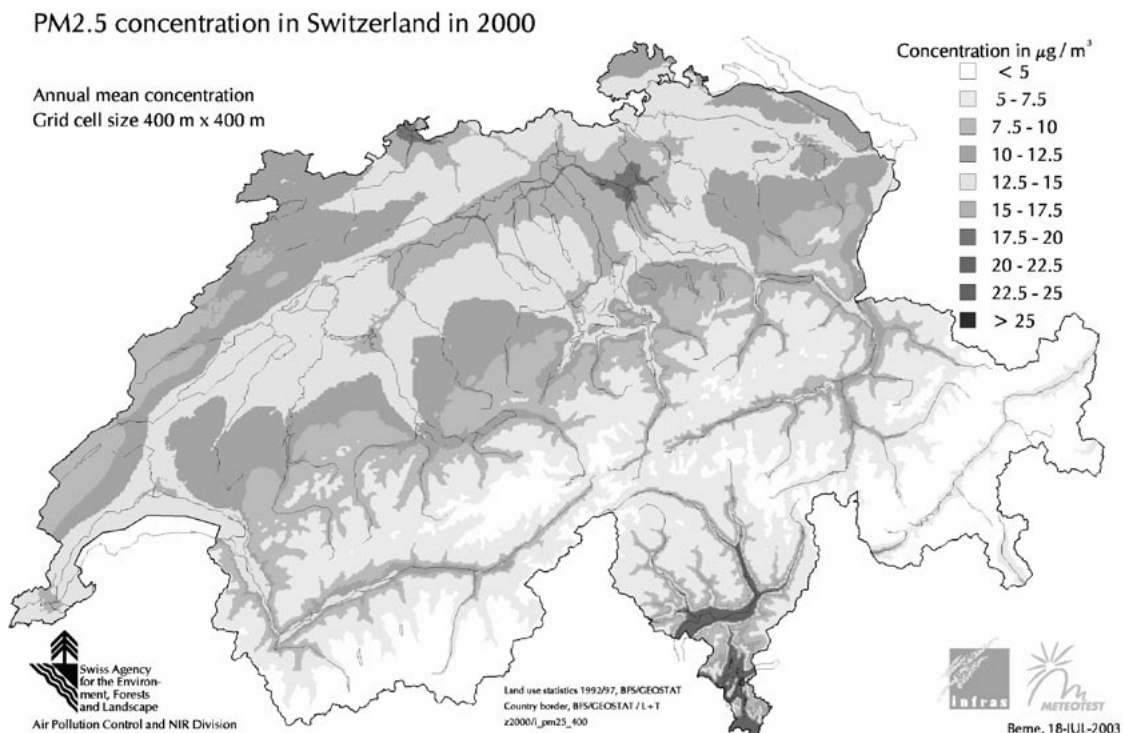 PM2.5 concentration in Switzerland in 2000
Annual mean concentration
Grid cell size 400 m x 400 m
Concentration in µg / m³
< 5
5 - 7.5
7.5 - 10
10 - 12.5
12.5 - 15
15 - 17.5
17.5 - 20
20 - 22.5
22.5 - 25
> 25
Swiss Agency
for the Environ-
ment, Forests
and Landscape
Air Pollution Control and NIR Division
Land use statistics 1992/97, BFS/GEOSTAT
Country border, BFS/GEOSTAT / L+T
z2000/i_pm25_400
infras
METEOTEST
Berne, 18-JUL-2003